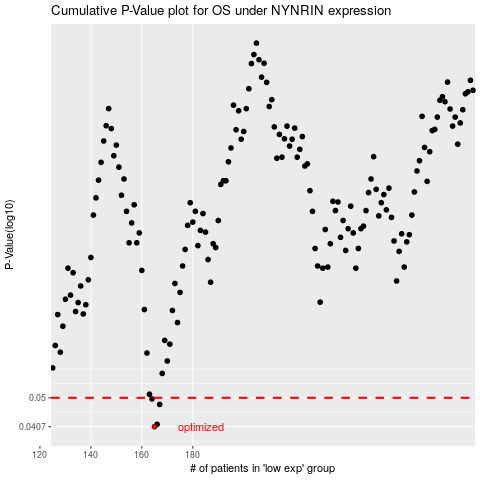 Cumulative P-Value plot for OS under NYNRIN expression
P-Value(log10)
0.05
0.0407
optimized
120 140 160 180
# of patients in 'low exp' group